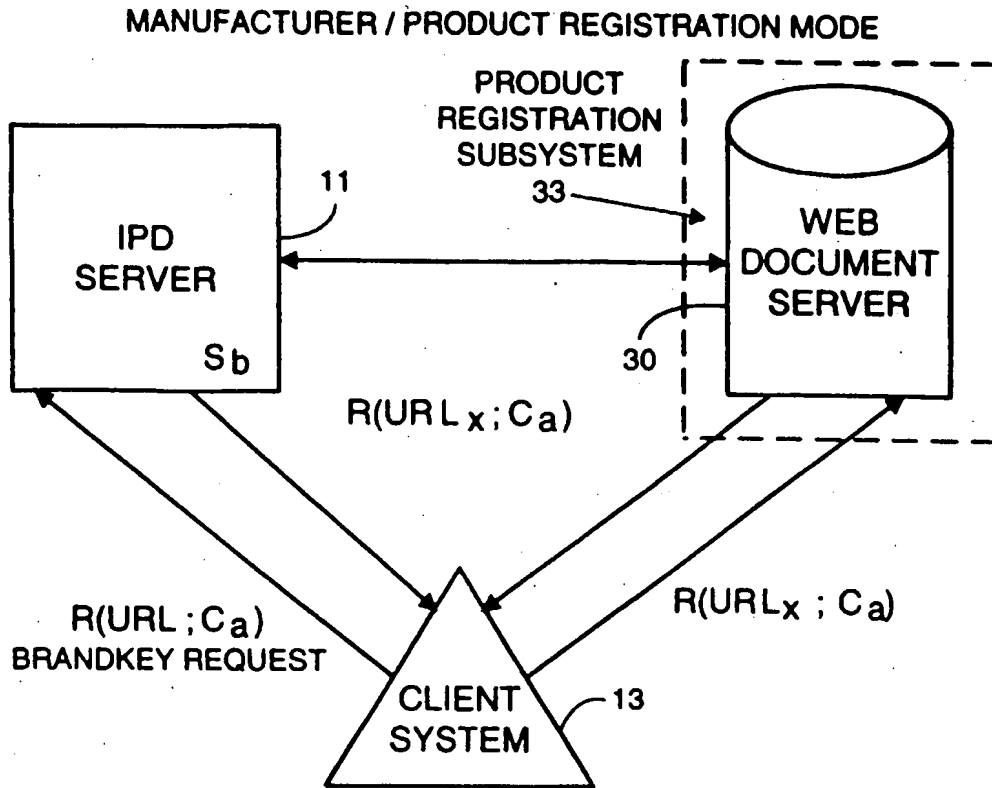 MANUFACTURER / PRODUCT REGISTRATION MODE
PRODUCT
REGISTRATION
SUBSYSTEM
33
11
IPD
SERVER
Sb
WEB
DOCUMENT
SERVER
30
R(URLx ; Ca)
R(URL ; Ca)
BRANDKEY REQUEST
R(URLx ; Ca)
CLIENT
SYSTEM
13